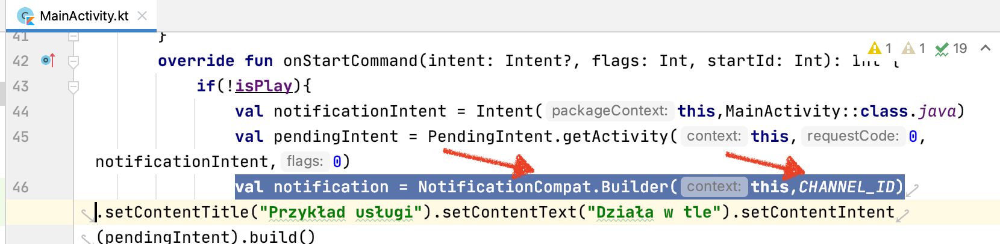 MainActivity.kt
41 }
1 1 19
42 override fun onStartCommand(intent: Intent?, flags: Int, startId: Int): Int {
43 if(!isPlay){
44 val notificationIntent = Intent( packageContext: this,MainActivity::class.java)
45 val pendingIntent = PendingIntent.getActivity( context: this, requestCode: 0,
notificationIntent, flags: 0)
46 val notification = NotificationCompat.Builder( context: this,CHANNEL_ID)
.setContentTitle("Przykład usługi").setContentText("Działa w tle").setContentIntent
(pendingIntent).build()